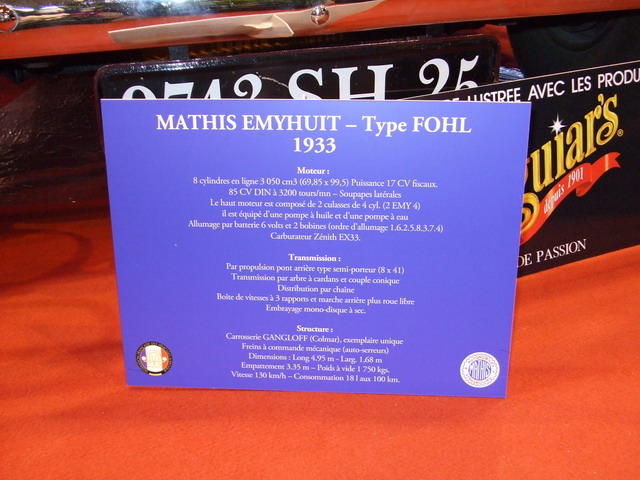 9742 SH 25
LUSTREE AVEC LES PRODU
MATHIS EMYHUIT – Type FOHL
1933
Moteur :
8 cylindres en ligne 3 050 cm3 (69,85 x 99,5) Puissance 17 CV fiscaux.
85 CV DIN à 3200 tours/mn – Soupapes latérales
Le haut moteur est composé de 2 culasses de 4 cyl. (2 EMY 4)
il est équipé d'une pompe à huile et d'une pompe à eau
Allumage par batterie 6 volts et 2 bobines (ordre d'allumage 1.6.2.5.8.3.7.4)
Carburateur Zénith EX33.
Transmission :
Par propulsion pont arrière type semi-porteur (8 x 41)
Transmission par arbre à cardans et couple conique
Distribution par chaîne
Boîte de vitesses à 3 rapports et marche arrière plus roue libre
Embrayage mono-disque à sec.
Structure :
Carrosserie GANGLOFF (Colmar), exemplaire unique
Freins à commande mécanique (auto-serreurs)
Dimensions : Long 4.95 m - Larg. 1.68 m
Empattement 3.35 m – Poids à vide 1 750 kgs.
Vitesse 130 km/h – Consommation 18 l aux 100 km.
MATHIS
guiar's
depuis 1901
DE PASSION